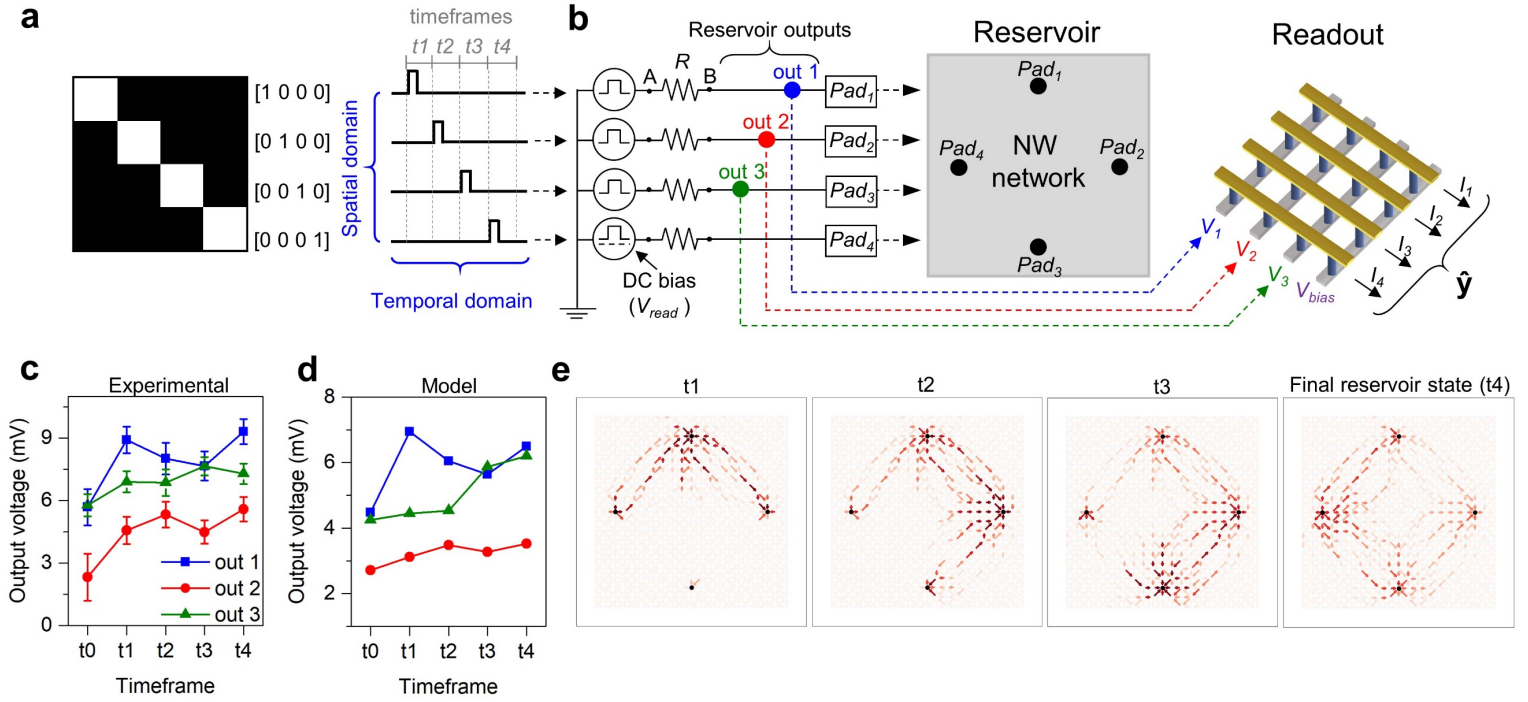 a
timeframes
t1 t2 t3 t4
[1 0 0 0]
[0 1 0 0]
[0 0 1 0]
[0 0 0 1]
Spatial domain
Temporal domain
b
Reservoir outputs
A
R
B
out 1
out 2
out 3
Pad1
Pad2
Pad3
Pad4
DC bias
(Vread )
Reservoir
Pad1
Pad4
NW
network
Pad2
Pad3
Readout
V1
V2
V3
Vbias
I1
I2
I3
I4
ŷ
c
Experimental
Output voltage (mV)
9
6
3
0
out 1
out 2
out 3
t0 t1 t2 t3 t4
Timeframe
d
Model
Output voltage (mV)
8
6
4
2
t0 t1 t2 t3 t4
Timeframe
e
t1
t2
t3
Final reservoir state (t4)